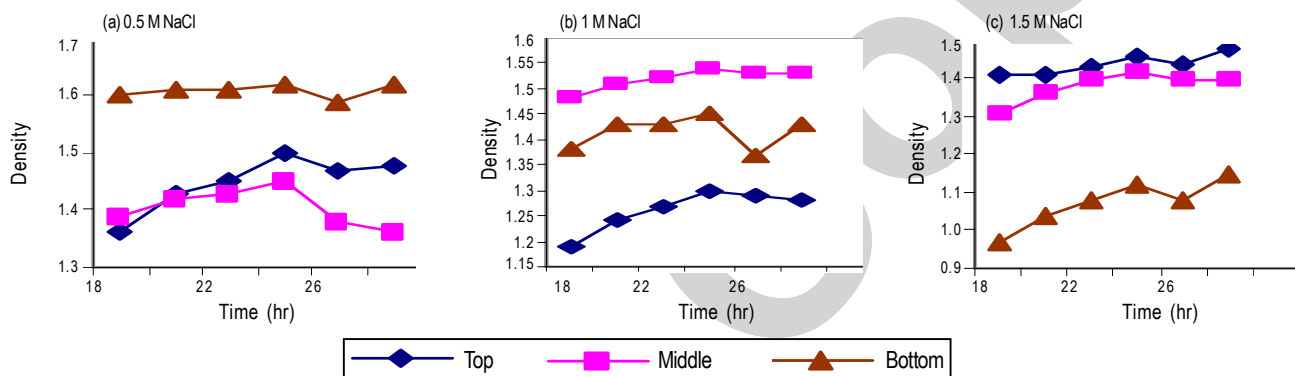 (a) 0.5 M NaCl
1.7
1.6
1.5
1.4
1.3
Density
18 22 26
Time (hr)
(b) 1 M NaCl
1.6
1.55
1.5
1.45
1.4
1.35
1.3
1.25
1.2
1.15
Density
18 22 26
Time (hr)
(c) 1.5 M NaCl
1.5
1.4
1.3
1.2
1.1
1.0
0.9
Density
18 22 26
Time (hr)
Top Middle Bottom